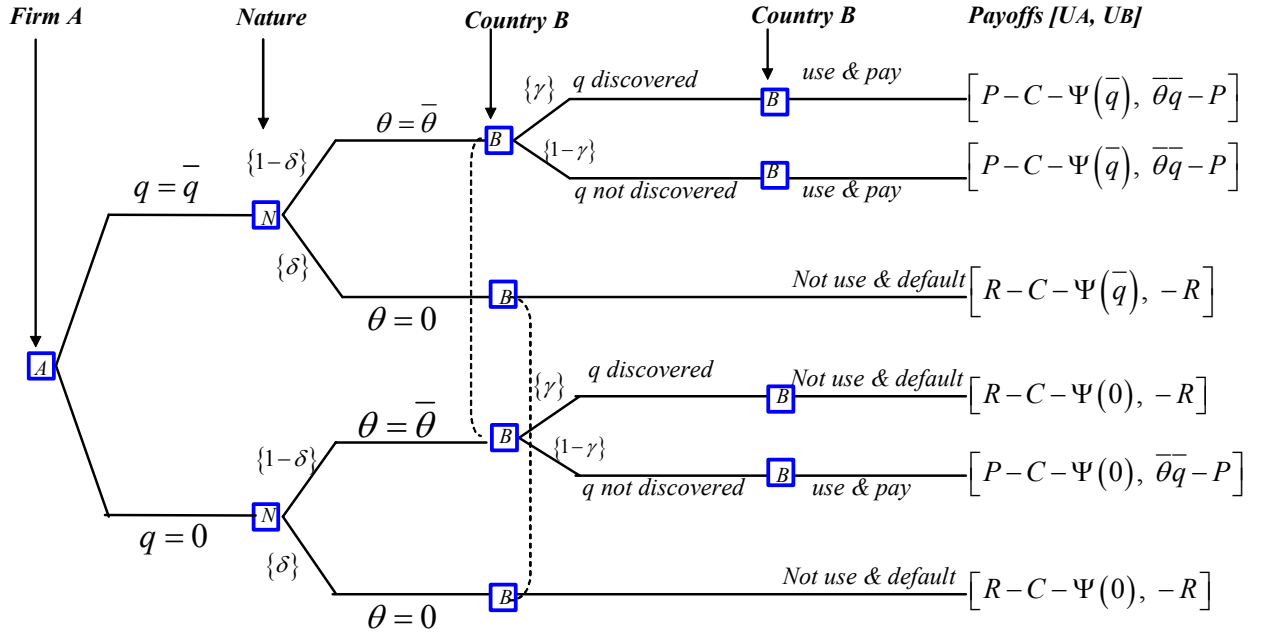 Firm A Nature Country B Country B Payoffs [UA, UB]
{γ} q discovered B use & pay [P – C – Ψ(q̅), θ̅q̅ – P]
θ = θ̅ B
{1–δ} {1–γ}
q = q̅ N q not discovered B use & pay [P – C – Ψ(q̅), θ̅q̅ – P]
{δ}
θ = 0 B Not use & default [R – C – Ψ(q̅), – R]
A
{γ} q discovered B Not use & default [R – C – Ψ(0), – R]
θ = θ̅ B
{1–δ} {1–γ}
q not discovered B use & pay [P – C – Ψ(0), θ̅q̅ – P]
q = 0 N
{δ}
θ = 0 B Not use & default [R – C – Ψ(0), – R]